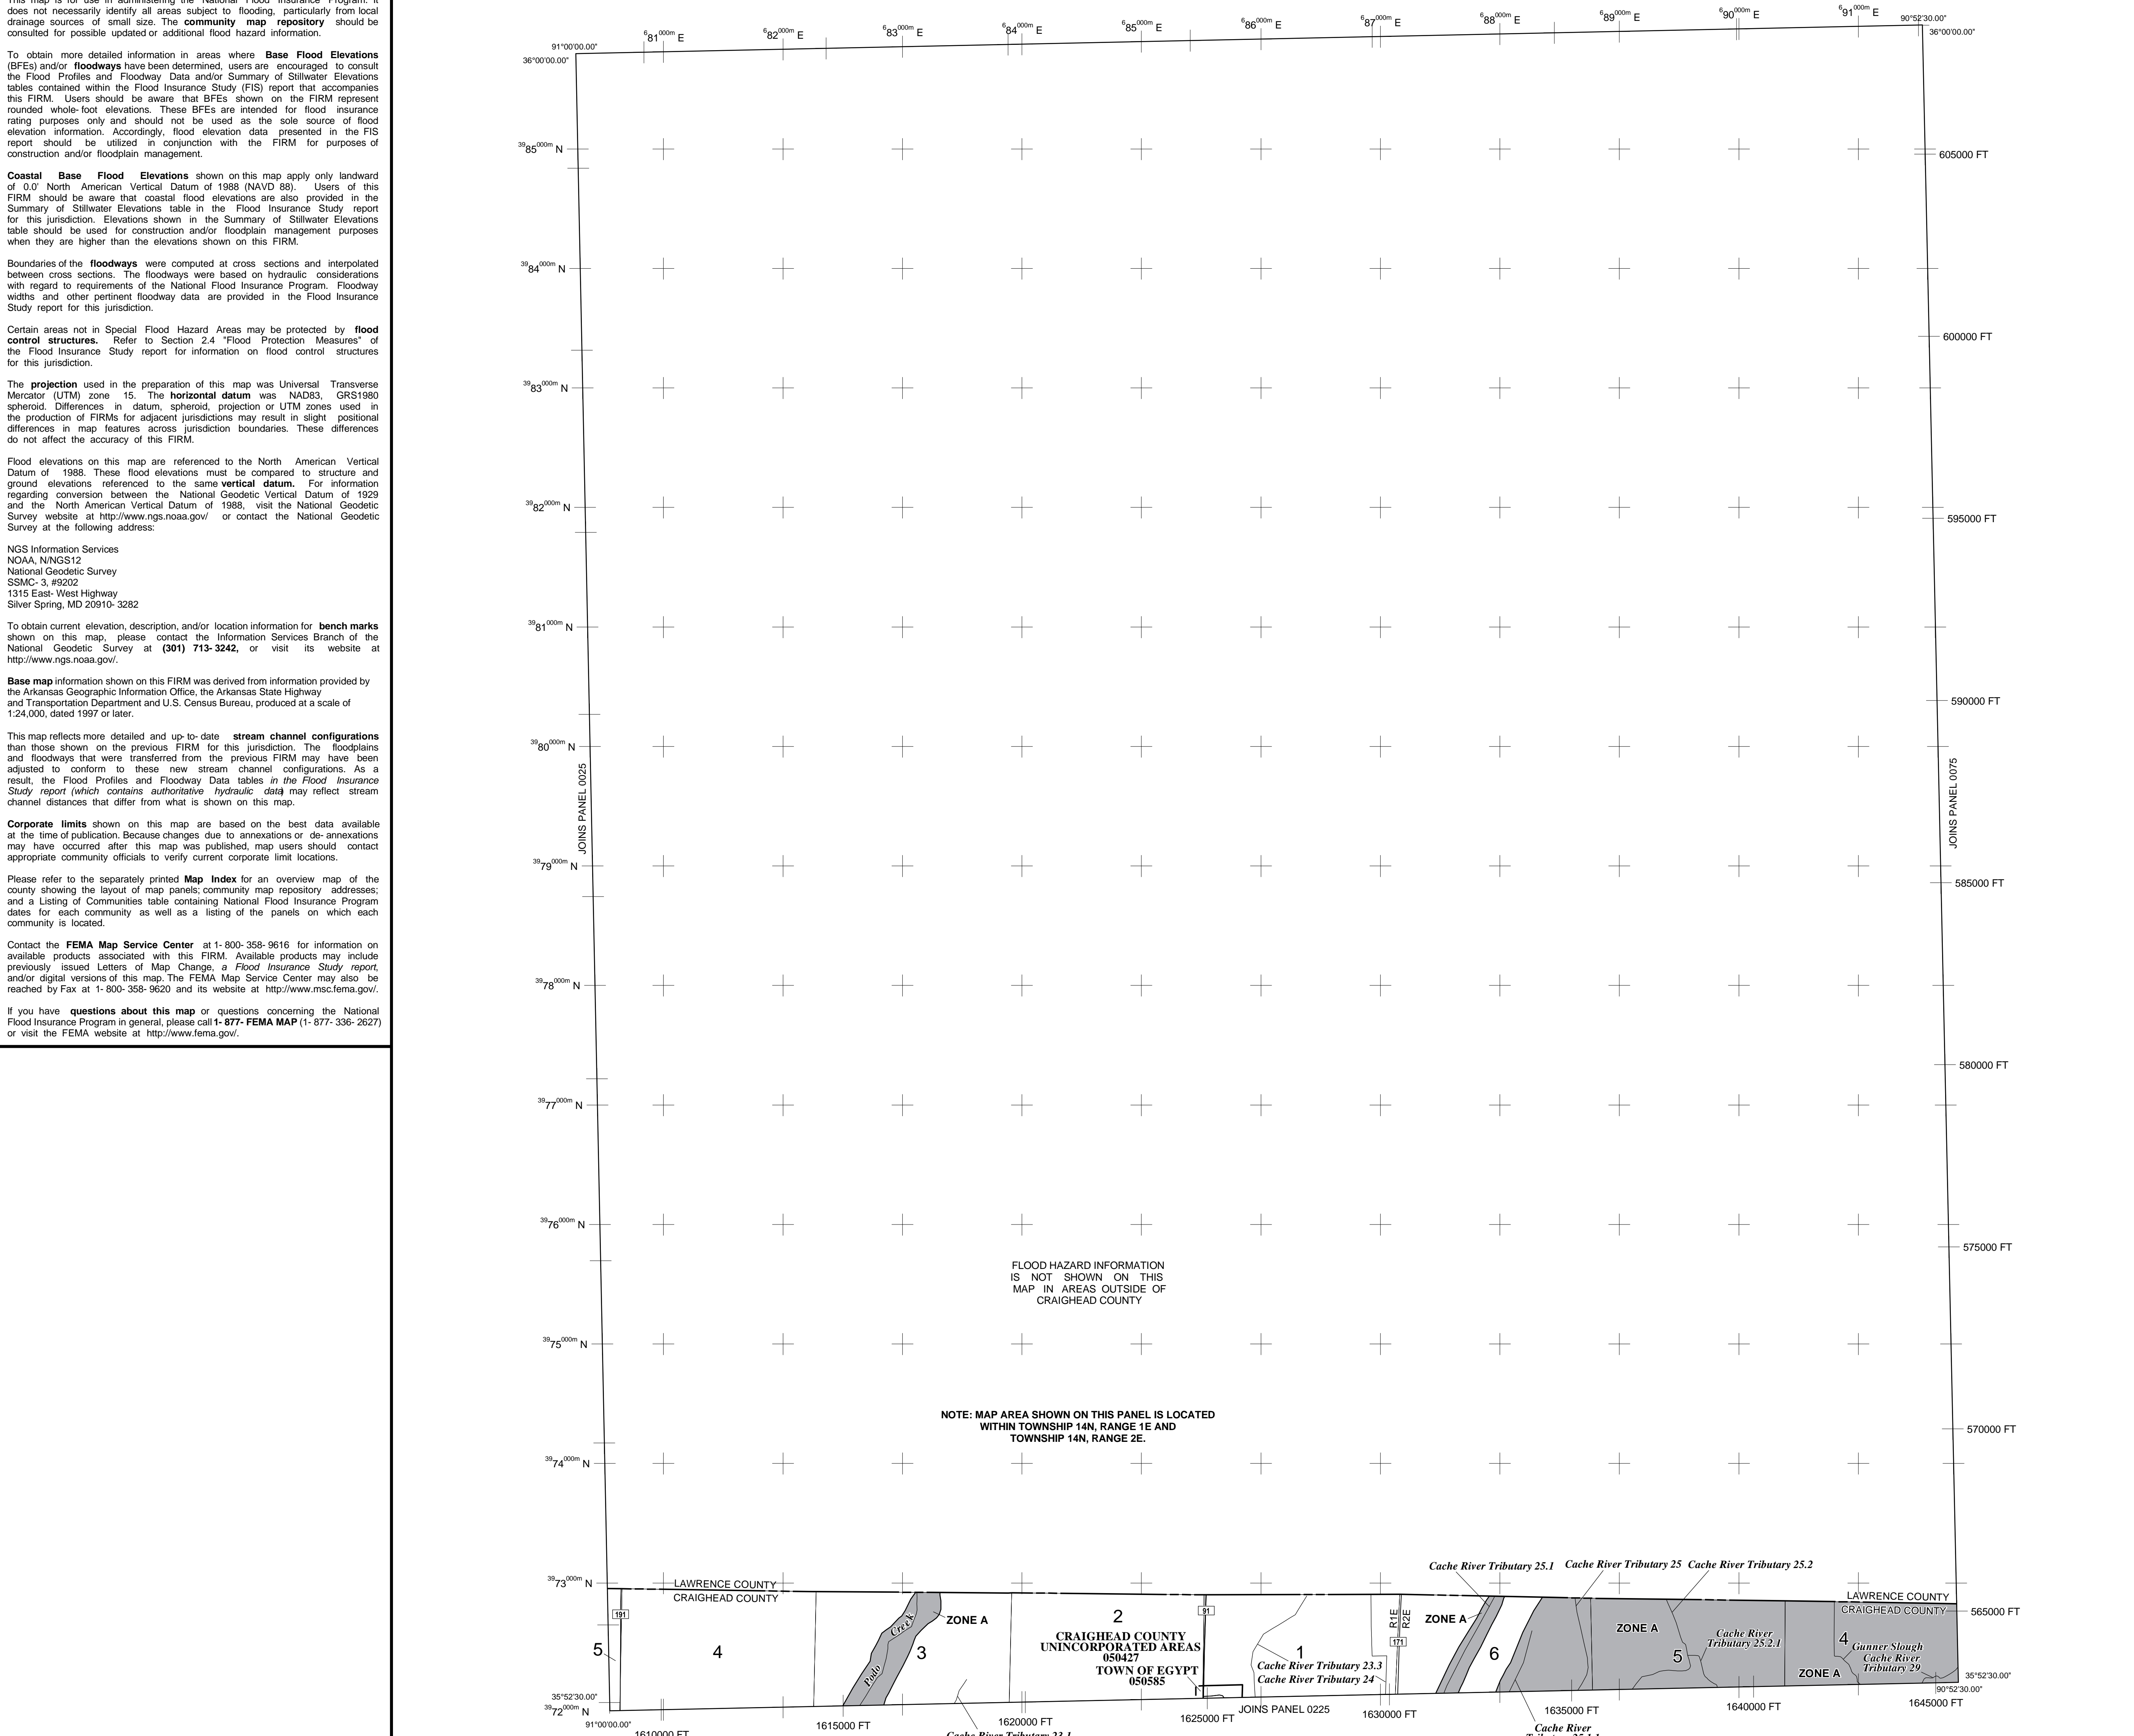 This map is for use in administering the National Flood Insurance Program. It
does not necessarily identify all areas subject to flooding, particularly from local
drainage sources of small size. The community map repository should be
consulted for possible updated or additional flood hazard information.
To obtain more detailed information in areas where Base Flood Elevations
(BFEs) and/or floodways have been determined, users are encouraged to consult
the Flood Profiles and Floodway Data and/or Summary of Stillwater Elevations
tables contained within the Flood Insurance Study (FIS) report that accompanies
this FIRM. Users should be aware that BFEs shown on the FIRM represent
rounded whole-foot elevations. These BFEs are intended for flood insurance
rating purposes only and should not be used as the sole source of flood
elevation information. Accordingly, flood elevation data presented in the FIS
report should be utilized in conjunction with the FIRM for purposes of
construction and/or floodplain management.
Coastal Base Flood Elevations shown on this map apply only landward
of 0.0' North American Vertical Datum of 1988 (NAVD 88). Users of this
FIRM should be aware that coastal flood elevations are also provided in the
Summary of Stillwater Elevations table in the Flood Insurance Study report
for this jurisdiction. Elevations shown in the Summary of Stillwater Elevations
table should be used for construction and/or floodplain management purposes
when they are higher than the elevations shown on this FIRM.
Boundaries of the floodways were computed at cross sections and interpolated
between cross sections. The floodways were based on hydraulic considerations
with regard to requirements of the National Flood Insurance Program. Floodway
widths and other pertinent floodway data are provided in the Flood Insurance
Study report for this jurisdiction.
Certain areas not in Special Flood Hazard Areas may be protected by flood
control structures. Refer to Section 2.4 "Flood Protection Measures" of
the Flood Insurance Study report for information on flood control structures
for this jurisdiction.
The projection used in the preparation of this map was Universal Transverse
Mercator (UTM) zone 15. The horizontal datum was NAD83, GRS1980
spheroid. Differences in datum, spheroid, projection or UTM zones used in
the production of FIRMs for adjacent jurisdictions may result in slight positional
differences in map features across jurisdiction boundaries. These differences
do not affect the accuracy of this FIRM.
Flood elevations on this map are referenced to the North American Vertical
Datum of 1988. These flood elevations must be compared to structure and
ground elevations referenced to the same vertical datum. For information
regarding conversion between the National Geodetic Vertical Datum of 1929
and the North American Vertical Datum of 1988, visit the National Geodetic
Survey website at http://www.ngs.noaa.gov/ or contact the National Geodetic
Survey at the following address:
NGS Information Services
NOAA, N/NGS12
National Geodetic Survey
SSMC- 3, #9202
1315 East- West Highway
Silver Spring, MD 20910- 3282
To obtain current elevation, description, and/or location information for bench marks
shown on this map, please contact the Information Services Branch of the
National Geodetic Survey at (301) 713- 3242, or visit its website at
http://www.ngs.noaa.gov/.
Base map information shown on this FIRM was derived from information provided by
the Arkansas Geographic Information Office, the Arkansas State Highway
and Transportation Department and U.S. Census Bureau, produced at a scale of
1:24,000, dated 1997 or later.
This map reflects more detailed and up- to- date stream channel configurations
than those shown on the previous FIRM for this jurisdiction. The floodplains
and floodways that were transferred from the previous FIRM may have been
adjusted to conform to these new stream channel configurations. As a
result, the Flood Profiles and Floodway Data tables in the Flood Insurance
Study report (which contains authoritative hydraulic data) may reflect stream
channel distances that differ from what is shown on this map.
Corporate limits shown on this map are based on the best data available
at the time of publication. Because changes due to annexations or de- annexations
may have occurred after this map was published, map users should contact
appropriate community officials to verify current corporate limit locations.
Please refer to the separately printed Map Index for an overview map of the
county showing the layout of map panels; community map repository addresses;
and a Listing of Communities table containing National Flood Insurance Program
dates for each community as well as a listing of the panels on which each
community is located.
Contact the FEMA Map Service Center at 1- 800- 358- 9616 for information on
available products associated with this FIRM. Available products may include
previously issued Letters of Map Change, a Flood Insurance Study report,
and/or digital versions of this map. The FEMA Map Service Center may also be
reached by Fax at 1- 800- 358- 9620 and its website at http://www.msc.fema.gov/.
If you have questions about this map or questions concerning the National
Flood Insurance Program in general, please call 1- 877- FEMA MAP (1- 877- 336- 2627)
or visit the FEMA website at http://www.fema.gov/.
91°00'00.00"
36°00'00.00"
681000m E
682000m E
683000m E
684000m E
685000m E
686000m E
687000m E
688000m E
689000m E
690000m E
691000m E
90°52'30.00"
36°00'00.00"
3985000m N
3984000m N
3983000m N
3982000m N
3981000m N
3980000m N
3979000m N
3978000m N
3977000m N
3976000m N
3975000m N
3974000m N
3973000m N
3972000m N
JOINS PANEL 0025
605000 FT
600000 FT
595000 FT
590000 FT
585000 FT
580000 FT
575000 FT
570000 FT
565000 FT
JOINS PANEL 0075
FLOOD HAZARD INFORMATION
IS NOT SHOWN ON THIS
MAP IN AREAS OUTSIDE OF
CRAIGHEAD COUNTY
NOTE: MAP AREA SHOWN ON THIS PANEL IS LOCATED
WITHIN TOWNSHIP 14N, RANGE 1E AND
TOWNSHIP 14N, RANGE 2E.
Cache River Tributary 25.1
Cache River Tributary 25
Cache River Tributary 25.2
LAWRENCE COUNTY
CRAIGHEAD COUNTY
LAWRENCE COUNTY
CRAIGHEAD COUNTY
191
5
4
Podo
Creek
ZONE A
3
2
CRAIGHEAD COUNTY
UNINCORPORATED AREAS
050427
TOWN OF EGYPT
050585
91
1
Cache River Tributary 23.3
Cache River Tributary 24
R1E
R2E
171
ZONE A
6
ZONE A
5
Cache River
Tributary 25.2.1
4
Gunner Slough
Cache River
Tributary 29
ZONE A
35°52'30.00"
91°00'00.00"
35°52'30.00"
90°52'30.00"
1610000 FT
1615000 FT
1620000 FT
1625000 FT
JOINS PANEL 0225
1630000 FT
1635000 FT
1640000 FT
1645000 FT
Cache River Tributary 23.1
Cache River
Tributary 25.1.1